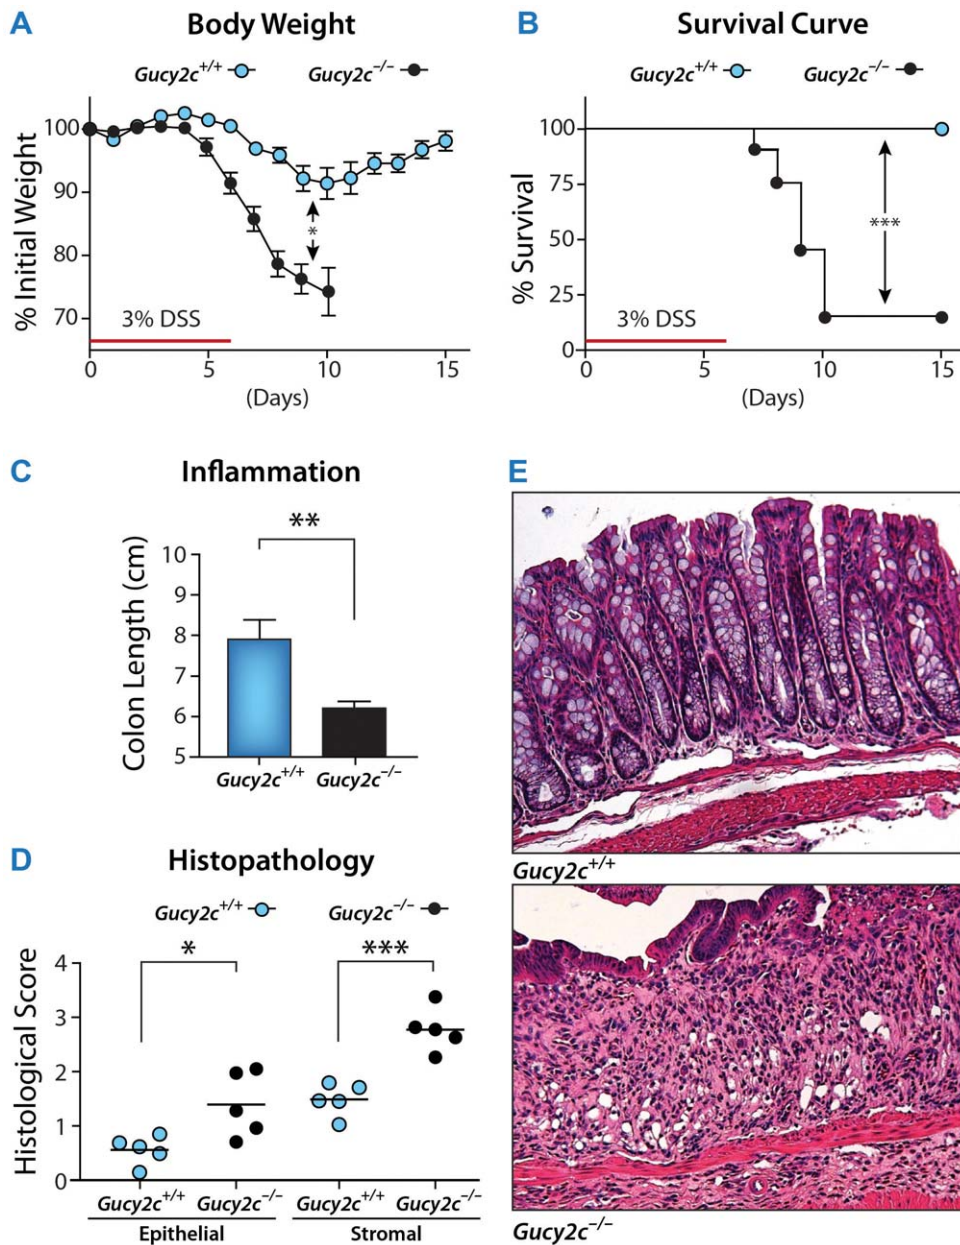 A Body Weight
Gucy2c+/+ Gucy2c−/−
% Initial Weight
100
90
80
70
*
3% DSS
0 5 10 15
(Days)
B Survival Curve
Gucy2c+/+ Gucy2c−/−
% Survival
100
75
50
25
0
***
3% DSS
0 5 10 15
(Days)
C Inflammation
**
Colon Length (cm)
10
9
8
7
6
5
Gucy2c+/+ Gucy2c−/−
D Histopathology
Gucy2c+/+ Gucy2c−/−
* ***
Histological Score
4
3
2
1
0
Gucy2c+/+ Gucy2c−/− Gucy2c+/+ Gucy2c−/−
Epithelial Stromal
E
Gucy2c+/+
Gucy2c−/−